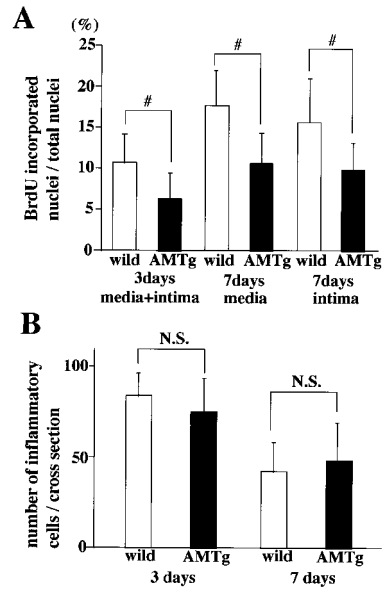 A
(%)
25
20
15
10
5
0
BrdU incorporated
nuclei / total nuclei
#
#
#
wild AMTg wild AMTg wild AMTg
3days 7days 7days
media+intima media intima
B
100
50
0
number of inflammatory
cells / cross section
N.S.
N.S.
wild AMTg wild AMTg
3 days 7 days